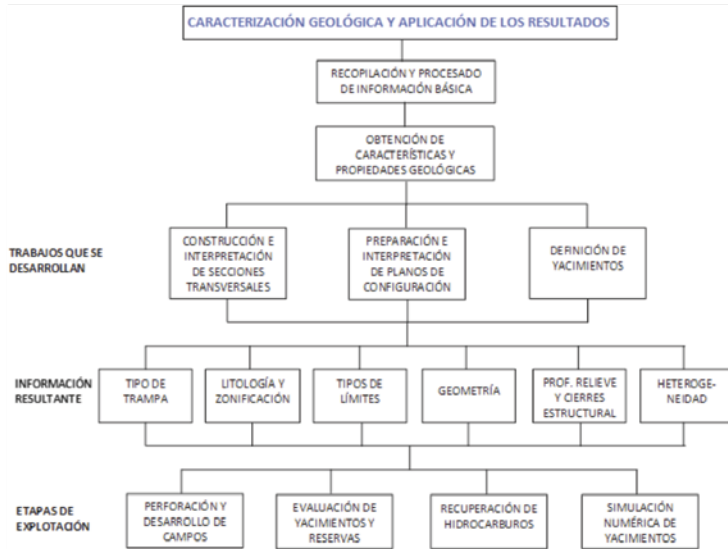 CARACTERIZACIÓN GEOLÓGICA Y APLICACIÓN DE LOS RESULTADOS
RECOPILACIÓN Y PROCESADO
DE INFORMACIÓN BÁSICA
OBTENCIÓN DE
CARACTERÍSTICAS Y
PROPIEDADES GEOLÓGICAS
TRABAJOS QUE SE
DESARROLLAN
CONSTRUCCIÓN E
INTERPRETACIÓN
DE SECCIONES
TRANSVERSALES
PREPARACIÓN E
INTERPRETACIÓN
DE PLANOS DE
CONFIGURACIÓN
DEFINICIÓN DE
YACIMIENTOS
INFORMACIÓN
RESULTANTE
TIPO DE
TRAMPA
LITOLOGÍA Y
ZONIFICACIÓN
TIPOS DE
LÍMITES
GEOMETRÍA
PROF. RELIEVE
Y CIERRES
ESTRUCTURAL
HETEROGE-
NEIDAD
ETAPAS DE
EXPLOTACIÓN
PERFORACIÓN Y
DESARROLLO DE
CAMPOS
EVALUACIÓN DE
YACIMIENTOS Y
RESERVAS
RECUPERACIÓN DE
HIDROCARBUROS
SIMULACIÓN
NUMÉRICA DE
YACIMIENTOS